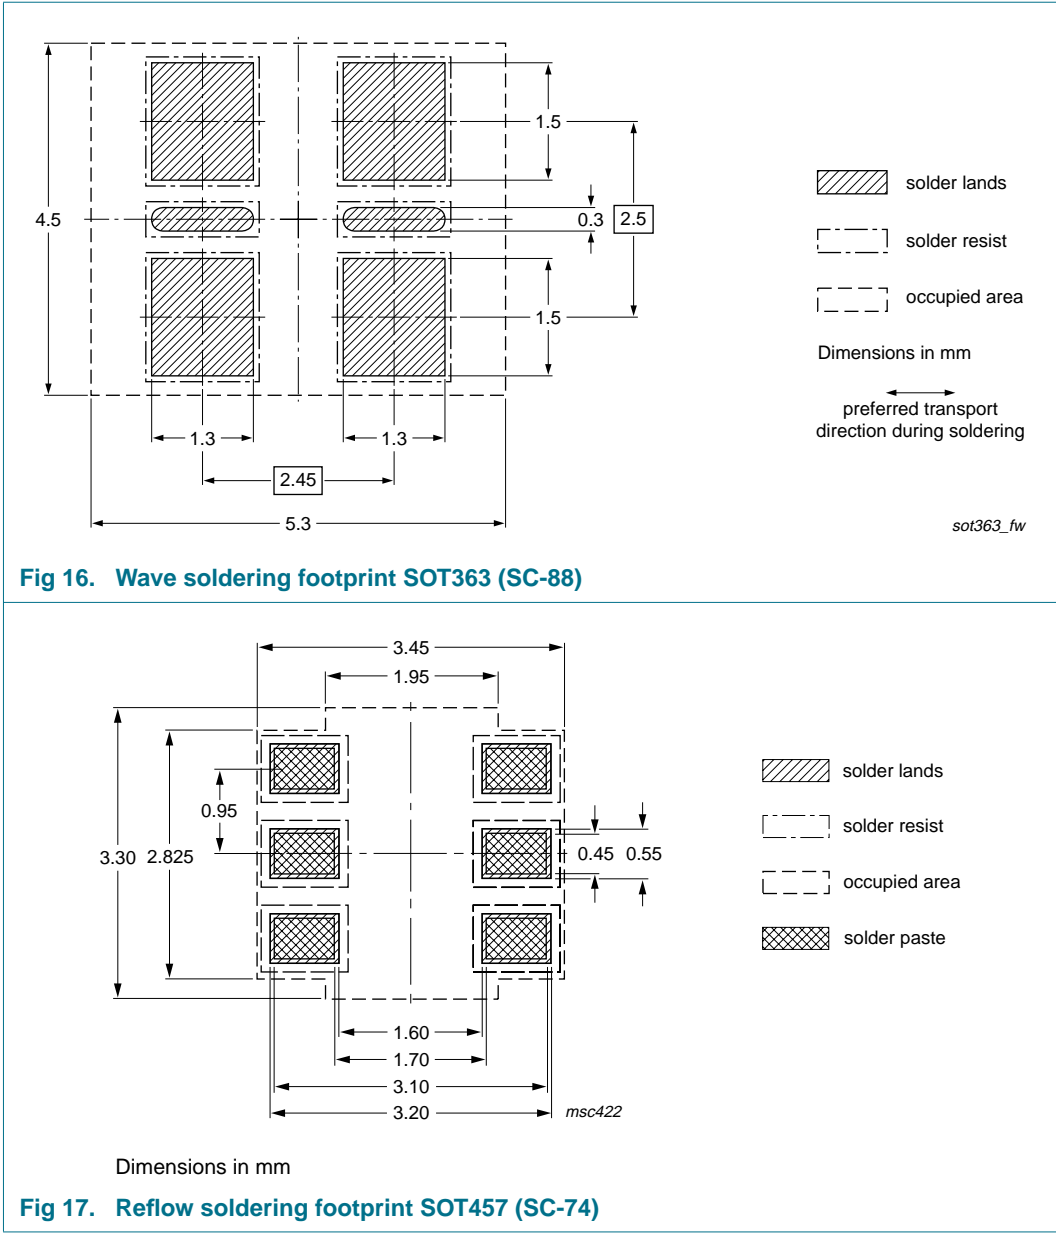 4.5
1.5
0.3
2.5
1.5
1.3
1.3
2.45
5.3
solder lands
solder resist
occupied area
Dimensions in mm
preferred transport
direction during soldering
sot363_fw
Fig 16. Wave soldering footprint SOT363 (SC-88)
3.45
1.95
0.95
3.30 2.825
0.45 0.55
1.60
1.70
3.10
3.20
msc422
solder lands
solder resist
occupied area
solder paste
Dimensions in mm
Fig 17. Reflow soldering footprint SOT457 (SC-74)